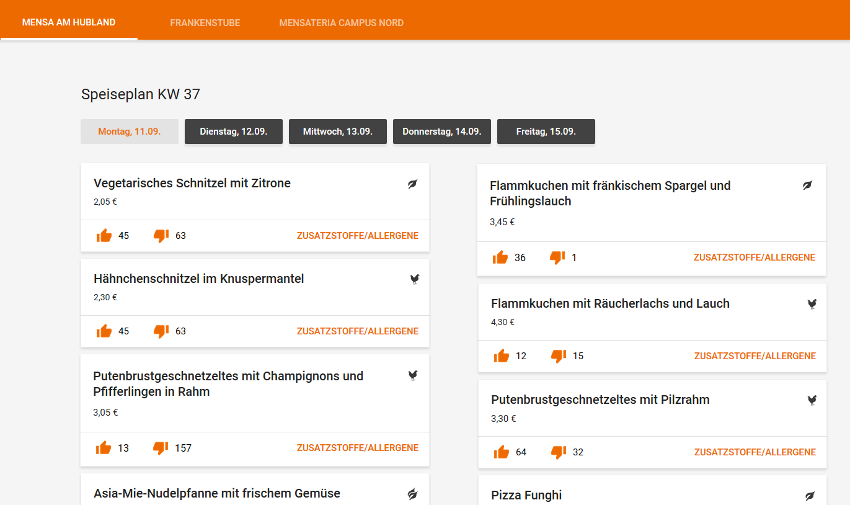 MENSA AM HUBLAND
FRANKENSTUBE
MENSATERIA CAMPUS NORD
Speiseplan KW 37
Montag, 11.09.
Dienstag, 12.09.
Mittwoch, 13.09.
Donnerstag, 14.09.
Freitag, 15.09.
Vegetarisches Schnitzel mit Zitrone
2,05 €
45
63
ZUSATZSTOFFE/ALLERGENE
Hähnchenschnitzel im Knuspermantel
2,30 €
45
63
ZUSATZSTOFFE/ALLERGENE
Putenbrustgeschnetzeltes mit Champignons und
Pfifferlingen in Rahm
3,05 €
13
157
ZUSATZSTOFFE/ALLERGENE
Asia-Mie-Nudelpfanne mit frischem Gemüse
Flammkuchen mit fränkischem Spargel und
Frühlingslauch
3,45 €
36
1
ZUSATZSTOFFE/ALLERGENE
Flammkuchen mit Räucherlachs und Lauch
4,30 €
12
15
ZUSATZSTOFFE/ALLERGENE
Putenbrustgeschnetzeltes mit Pilzrahm
3,30 €
64
32
ZUSATZSTOFFE/ALLERGENE
Pizza Funghi